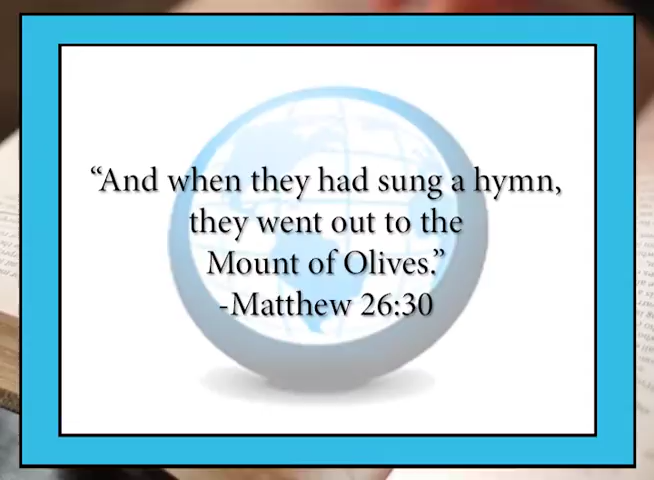 “And when they had sung a hymn,
they went out to the
Mount of Olives.”
-Matthew 26:30